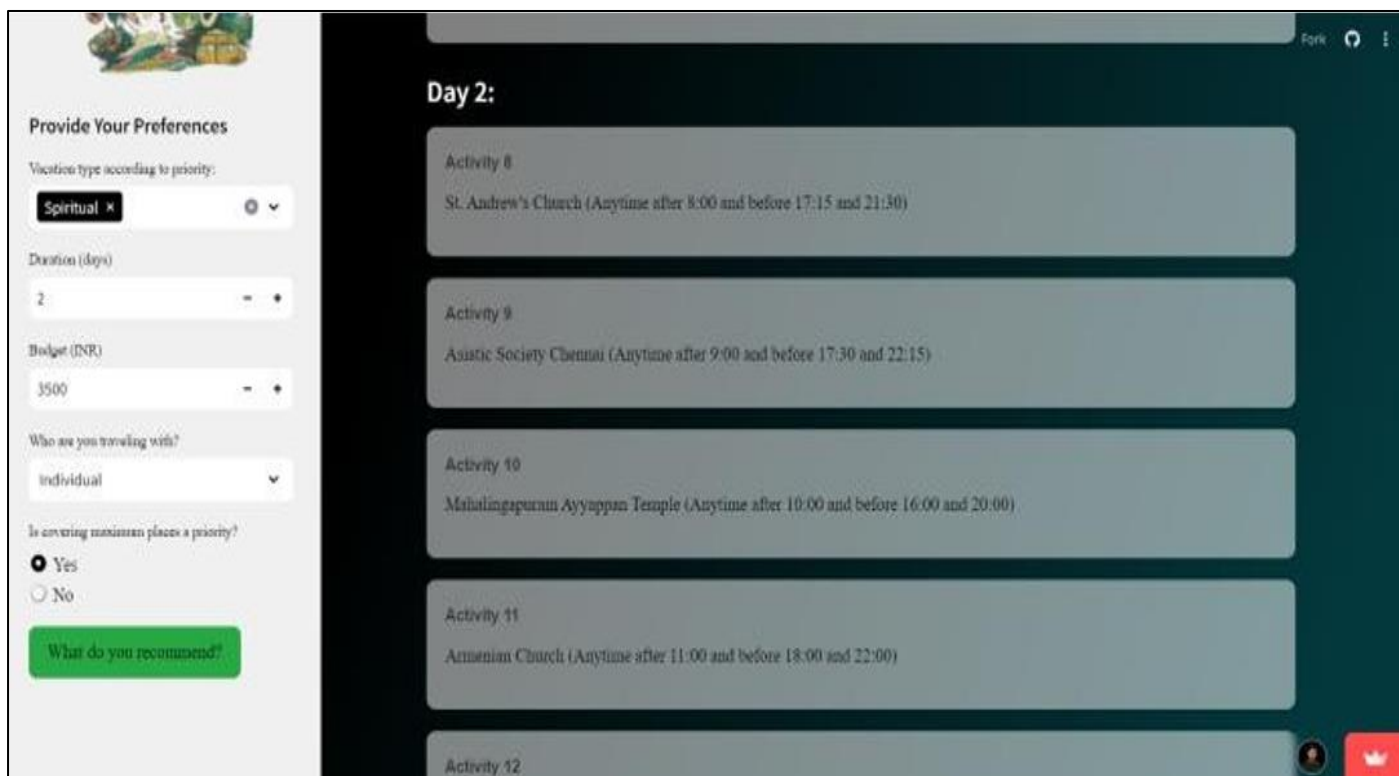 Fork
Provide Your Preferences
Vacation type according to priority:
Spiritual ×
Duration (days)
2
Budget (INR)
3500
Who are you traveling with?
Individual
Is covering maximum places a priority?
Yes
No
What do you recommend?
Day 2:
Activity 8
St. Andrew's Church (Anytime after 8:00 and before 17:15 and 21:30)
Activity 9
Asiatic Society Chennai (Anytime after 9:00 and before 17:30 and 22:15)
Activity 10
Mahalingapuram Ayyappan Temple (Anytime after 10:00 and before 16:00 and 20:00)
Activity 11
Armenian Church (Anytime after 11:00 and before 18:00 and 22:00)
Activity 12